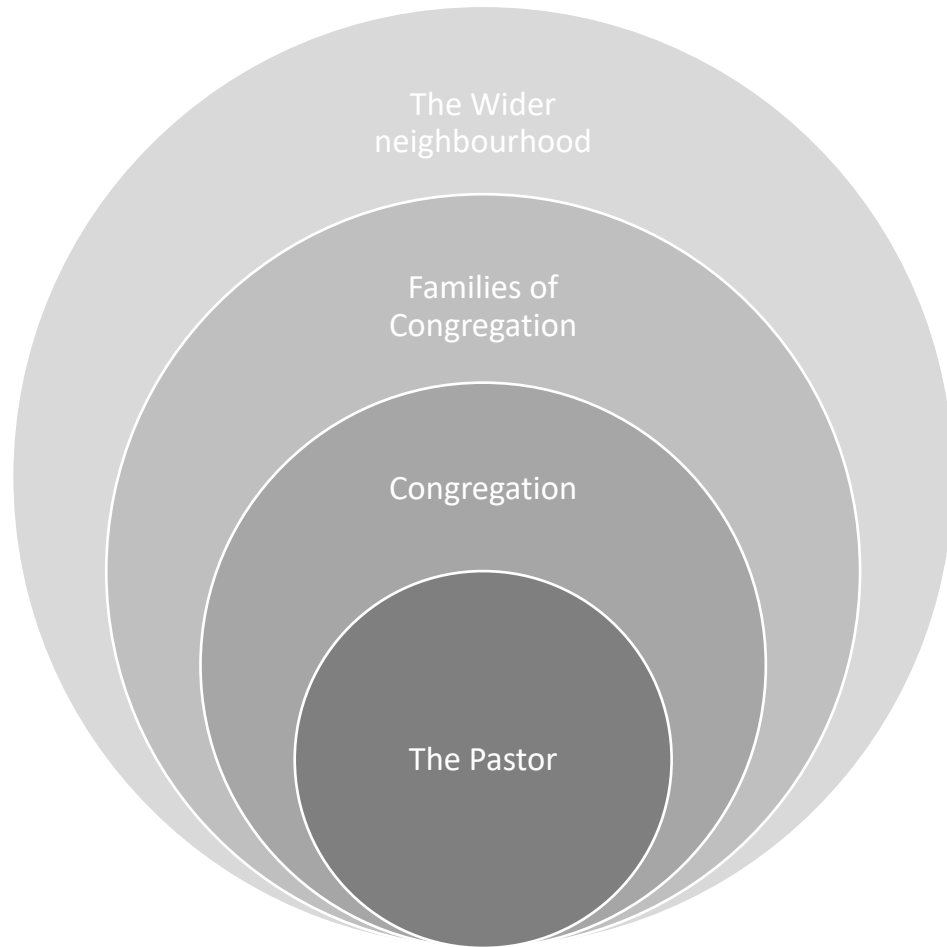 The Wider
neighbourhood
Families of
Congregation
Congregation
The Pastor